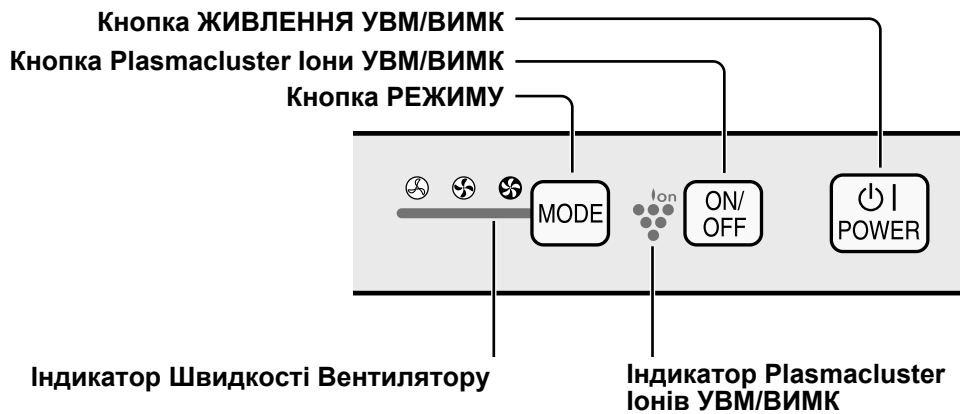 Кнопка ЖИВЛЕННЯ УВМ/ВИМК
Кнопка Plasmacluster Іони УВМ/ВИМК
Кнопка РЕЖИМУ
MODE
Ion
ON/
OFF
POWER
Індикатор Швидкості Вентилятору
Індикатор Plasmacluster
Іонів УВМ/ВИМК